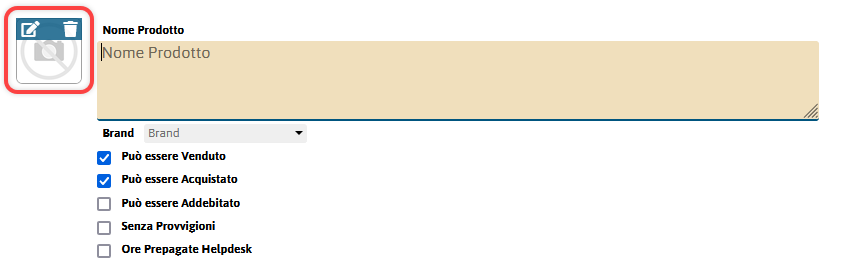 Nome Prodotto
Nome Prodotto
Brand Brand
Può essere Venduto
Può essere Acquistato
Può essere Addebitato
Senza Provvigioni
Ore Prepagate Helpdesk